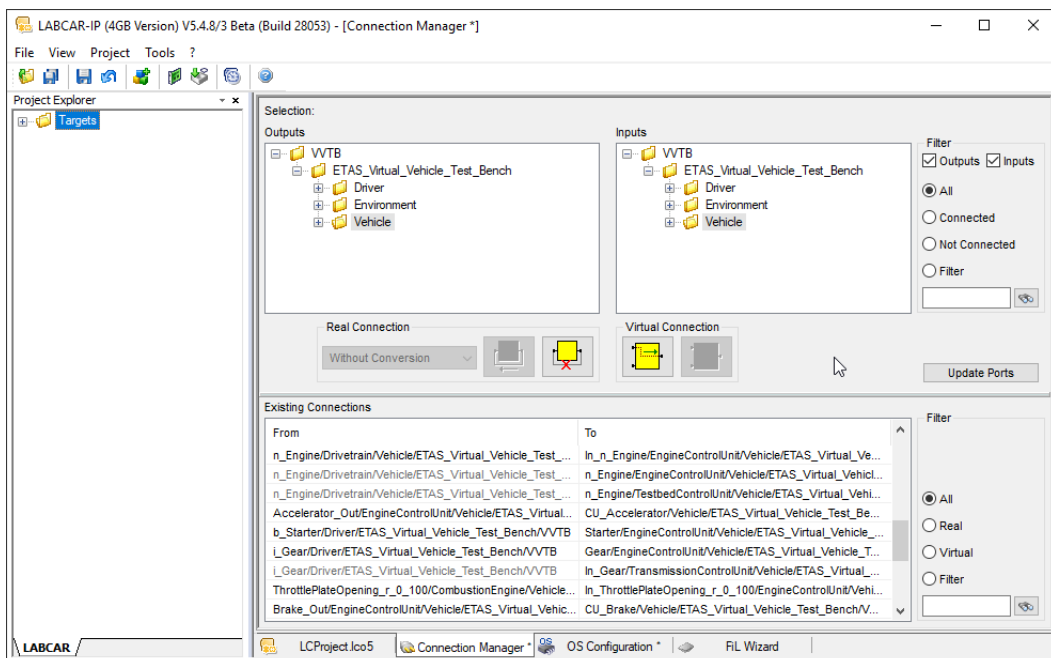 LABCAR-IP (4GB Version) V5.4.8/3 Beta (Build 28053) - [Connection Manager *]
File View Project Tools ?
Project Explorer
Targets
LABCAR
Selection:
Outputs
VVTB
ETAS_Virtual_Vehicle_Test_Bench
Driver
Environment
Vehicle
Inputs
VVTB
ETAS_Virtual_Vehicle_Test_Bench
Driver
Environment
Vehicle
Filter
Outputs Inputs
All
Connected
Not Connected
Filter
Real Connection
Without Conversion
Virtual Connection
Update Ports
Existing Connections
From To
n_Engine/Drivetrain/Vehicle/ETAS_Virtual_Vehicle_Test_... In_n_Engine/EngineControlUnit/Vehicle/ETAS_Virtual_Ve...
n_Engine/Drivetrain/Vehicle/ETAS_Virtual_Vehicle_Test_... n_Engine/EngineControlUnit/Vehicle/ETAS_Virtual_Vehicl...
n_Engine/Drivetrain/Vehicle/ETAS_Virtual_Vehicle_Test_... n_Engine/TestbedControlUnit/Vehicle/ETAS_Virtual_Vehi...
Accelerator_Out/EngineControlUnit/Vehicle/ETAS_Virtual... CU_Accelerator/Vehicle/ETAS_Virtual_Vehicle_Test_Be...
b_Starter/Driver/ETAS_Virtual_Vehicle_Test_Bench/VVTB Starter/EngineControlUnit/Vehicle/ETAS_Virtual_Vehicle_...
i_Gear/Driver/ETAS_Virtual_Vehicle_Test_Bench/VVTB Gear/EngineControlUnit/Vehicle/ETAS_Virtual_Vehicle_T...
i_Gear/Driver/ETAS_Virtual_Vehicle_Test_Bench/VVTB In_Gear/TransmissionControlUnit/Vehicle/ETAS_Virtual_...
ThrottlePlateOpening_r_0_100/CombustionEngine/Vehicle... In_ThrottlePlateOpening_r_0_100/EngineControlUnit/Vehi...
Brake_Out/EngineControlUnit/Vehicle/ETAS_Virtual_Vehic... CU_Brake/Vehicle/ETAS_Virtual_Vehicle_Test_Bench/V...
Filter
All
Real
Virtual
Filter
LCProject.lco5 Connection Manager * OS OS Configuration * FiL Wizard